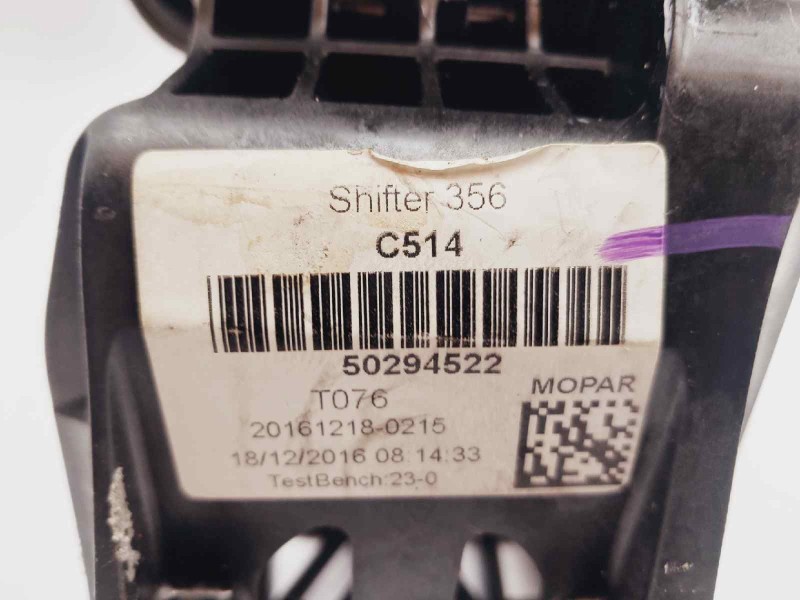 Shifter 356
C514
50294522
T076
MOPAR
20161218-0215
18/12/2016 08:14:33
TestBench:23-0